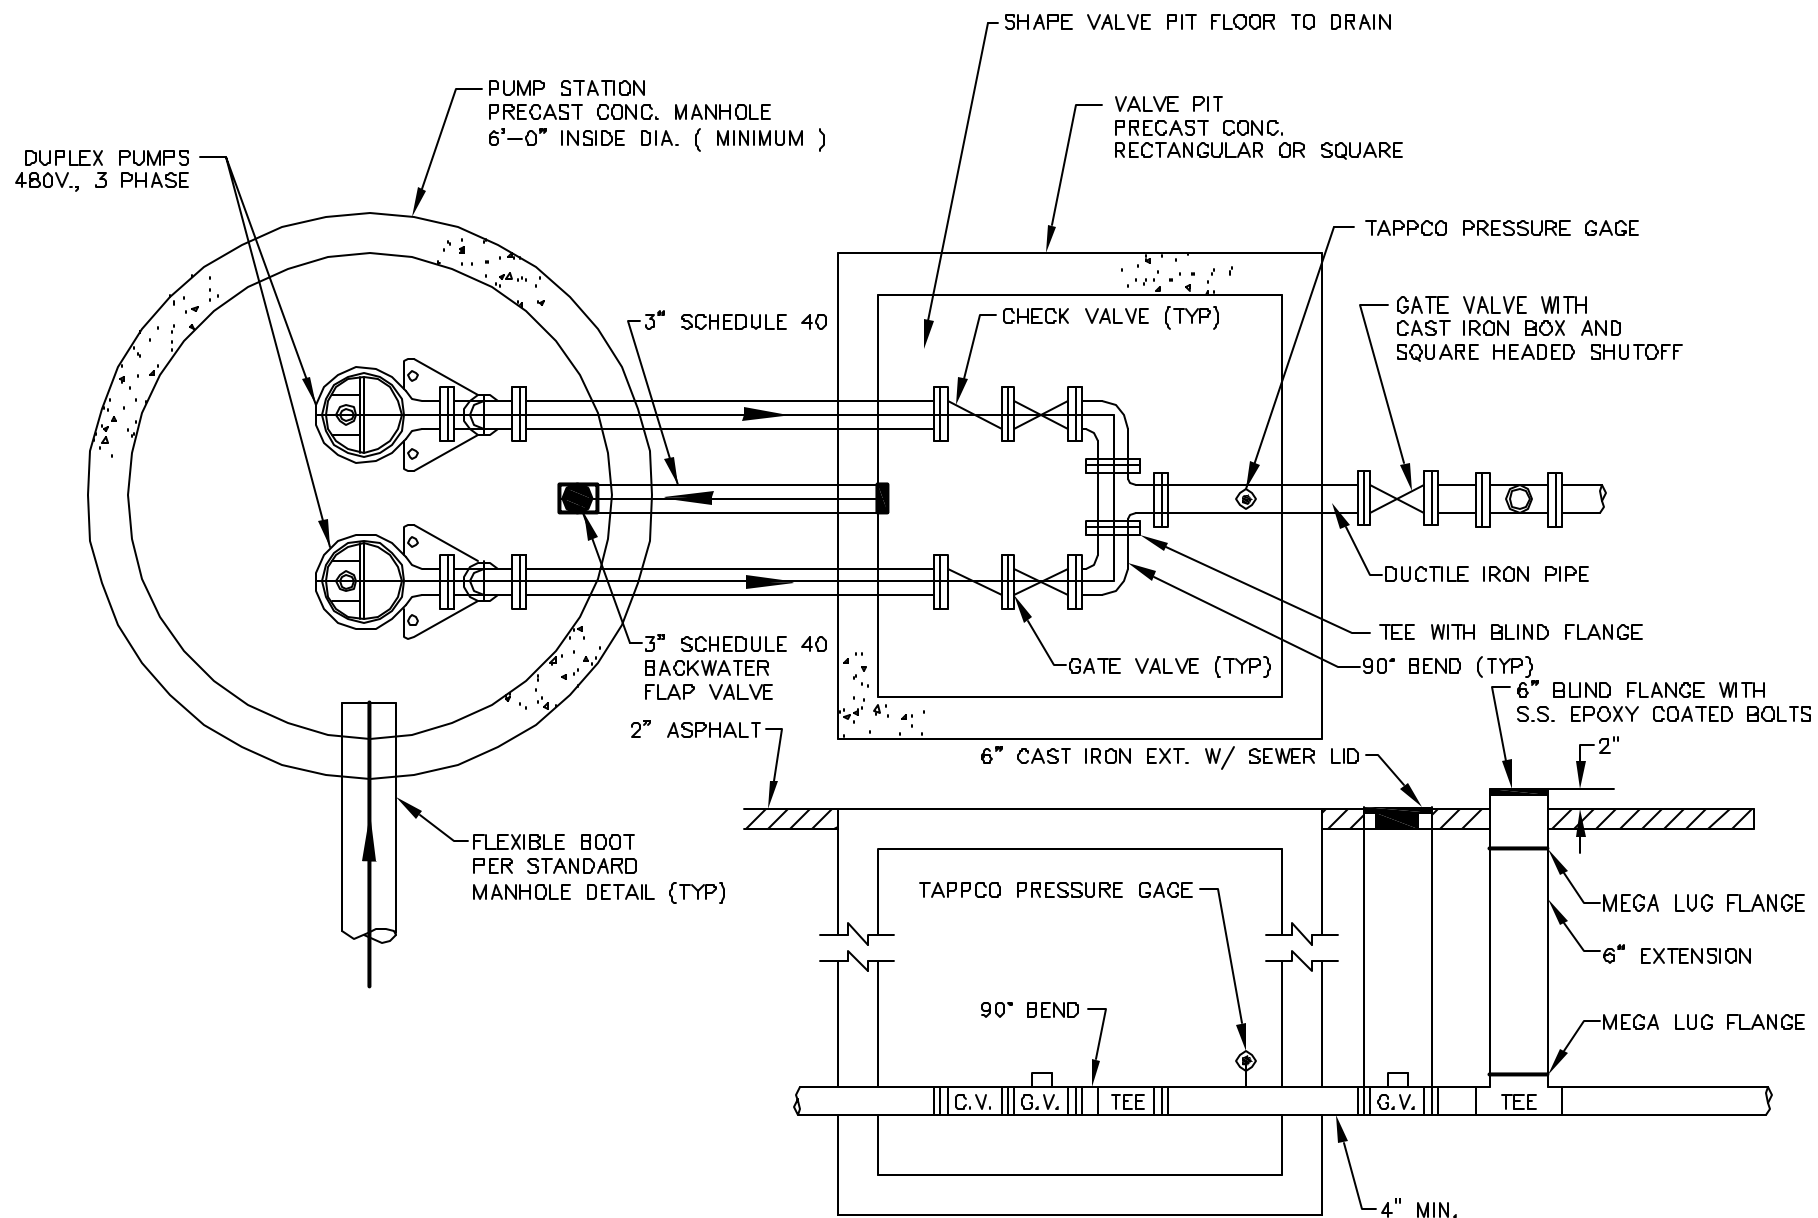 SHAPE VALVE PIT FLOOR TO DRAIN
PUMP STATION
PRECAST CONC. MANHOLE
6'-0" INSIDE DIA. ( MINIMUM )
VALVE PIT
PRECAST CONC.
RECTANGULAR OR SQUARE
DUPLEX PUMPS
480V., 3 PHASE
TAPPCO PRESSURE GAGE
3" SCHEDULE 40
CHECK VALVE (TYP)
GATE VALVE WITH
CAST IRON BOX AND
SQUARE HEADED SHUTOFF
DUCTILE IRON PIPE
TEE WITH BLIND FLANGE
3" SCHEDULE 40
BACKWATER
FLAP VALVE
GATE VALVE (TYP)
90° BEND (TYP)
6" BLIND FLANGE WITH
S.S. EPOXY COATED BOLTS
2" ASPHALT
6" CAST IRON EXT. W/ SEWER LID
2"
FLEXIBLE BOOT
PER STANDARD
MANHOLE DETAIL (TYP)
TAPPCO PRESSURE GAGE
MEGA LUG FLANGE
6" EXTENSION
90° BEND
MEGA LUG FLANGE
C.V.
G.V.
TEE
G.V.
TEE
4" MIN.